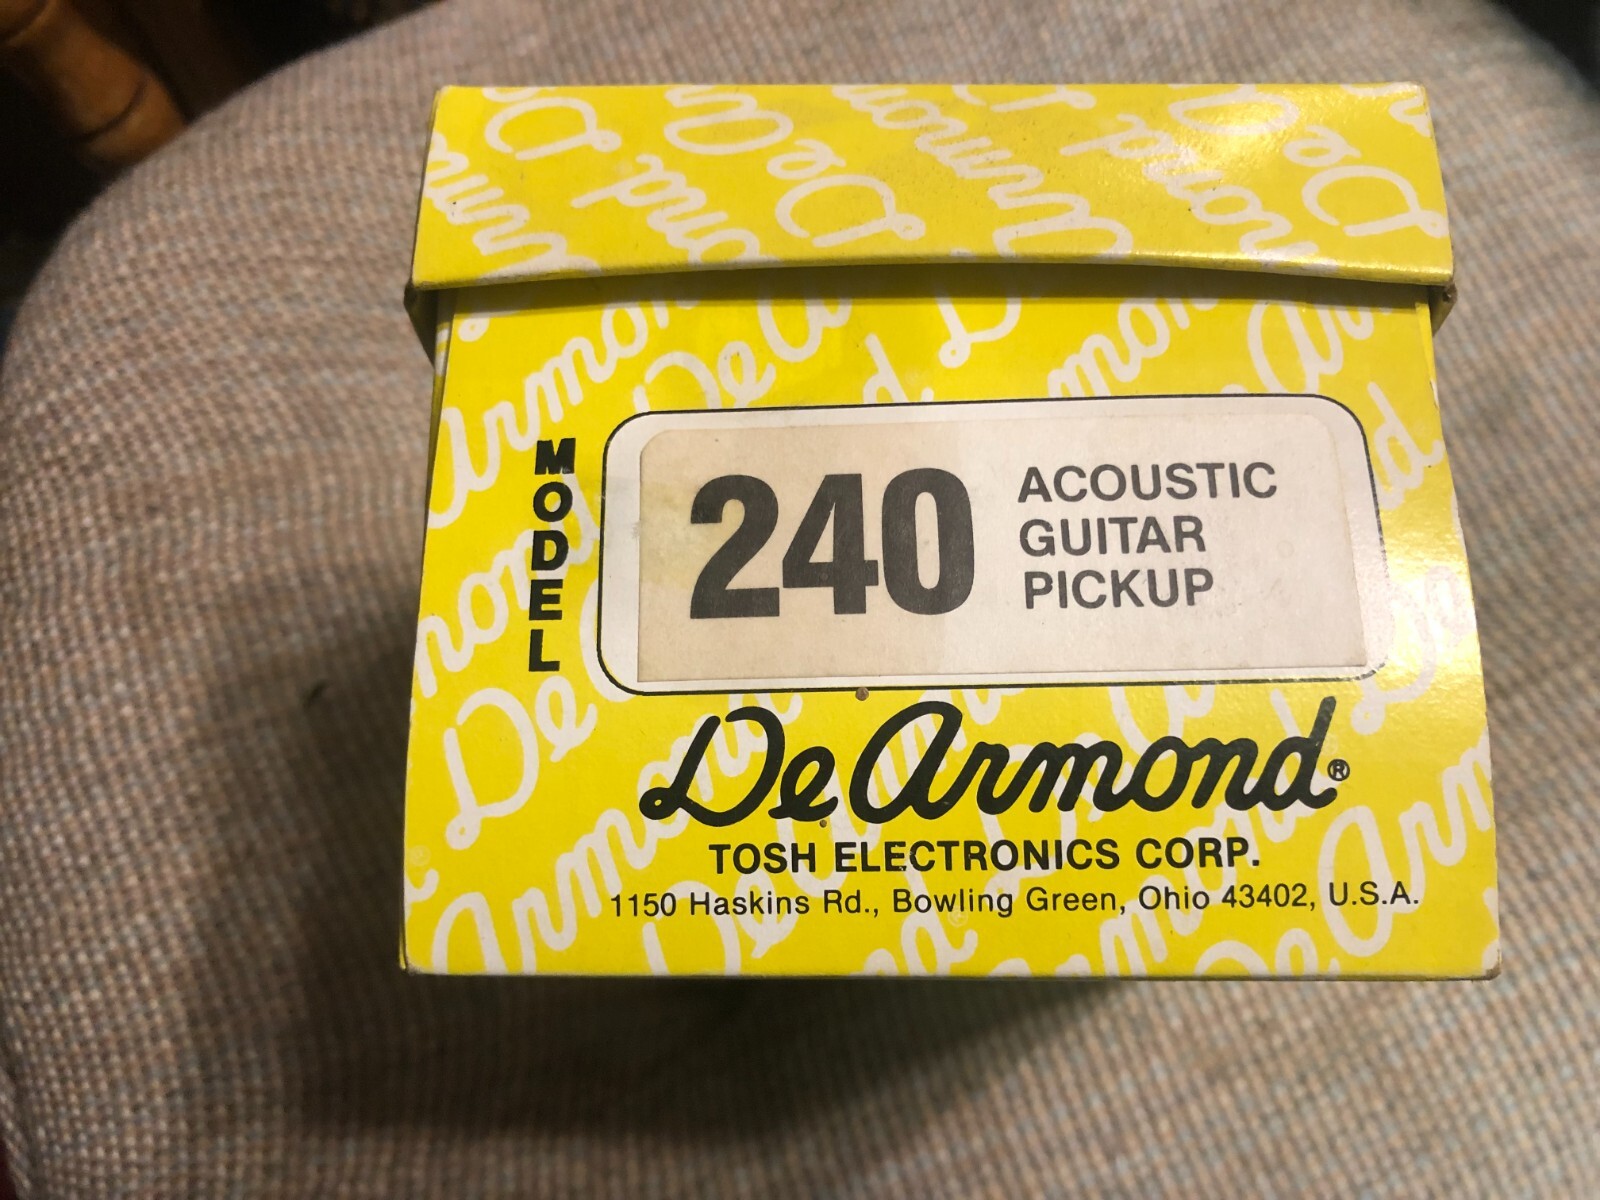 MODEL
240
ACOUSTIC
GUITAR
PICKUP
De Armond®
TOSH ELECTRONICS CORP.
1150 Haskins Rd., Bowling Green, Ohio 43402, U.S.A.